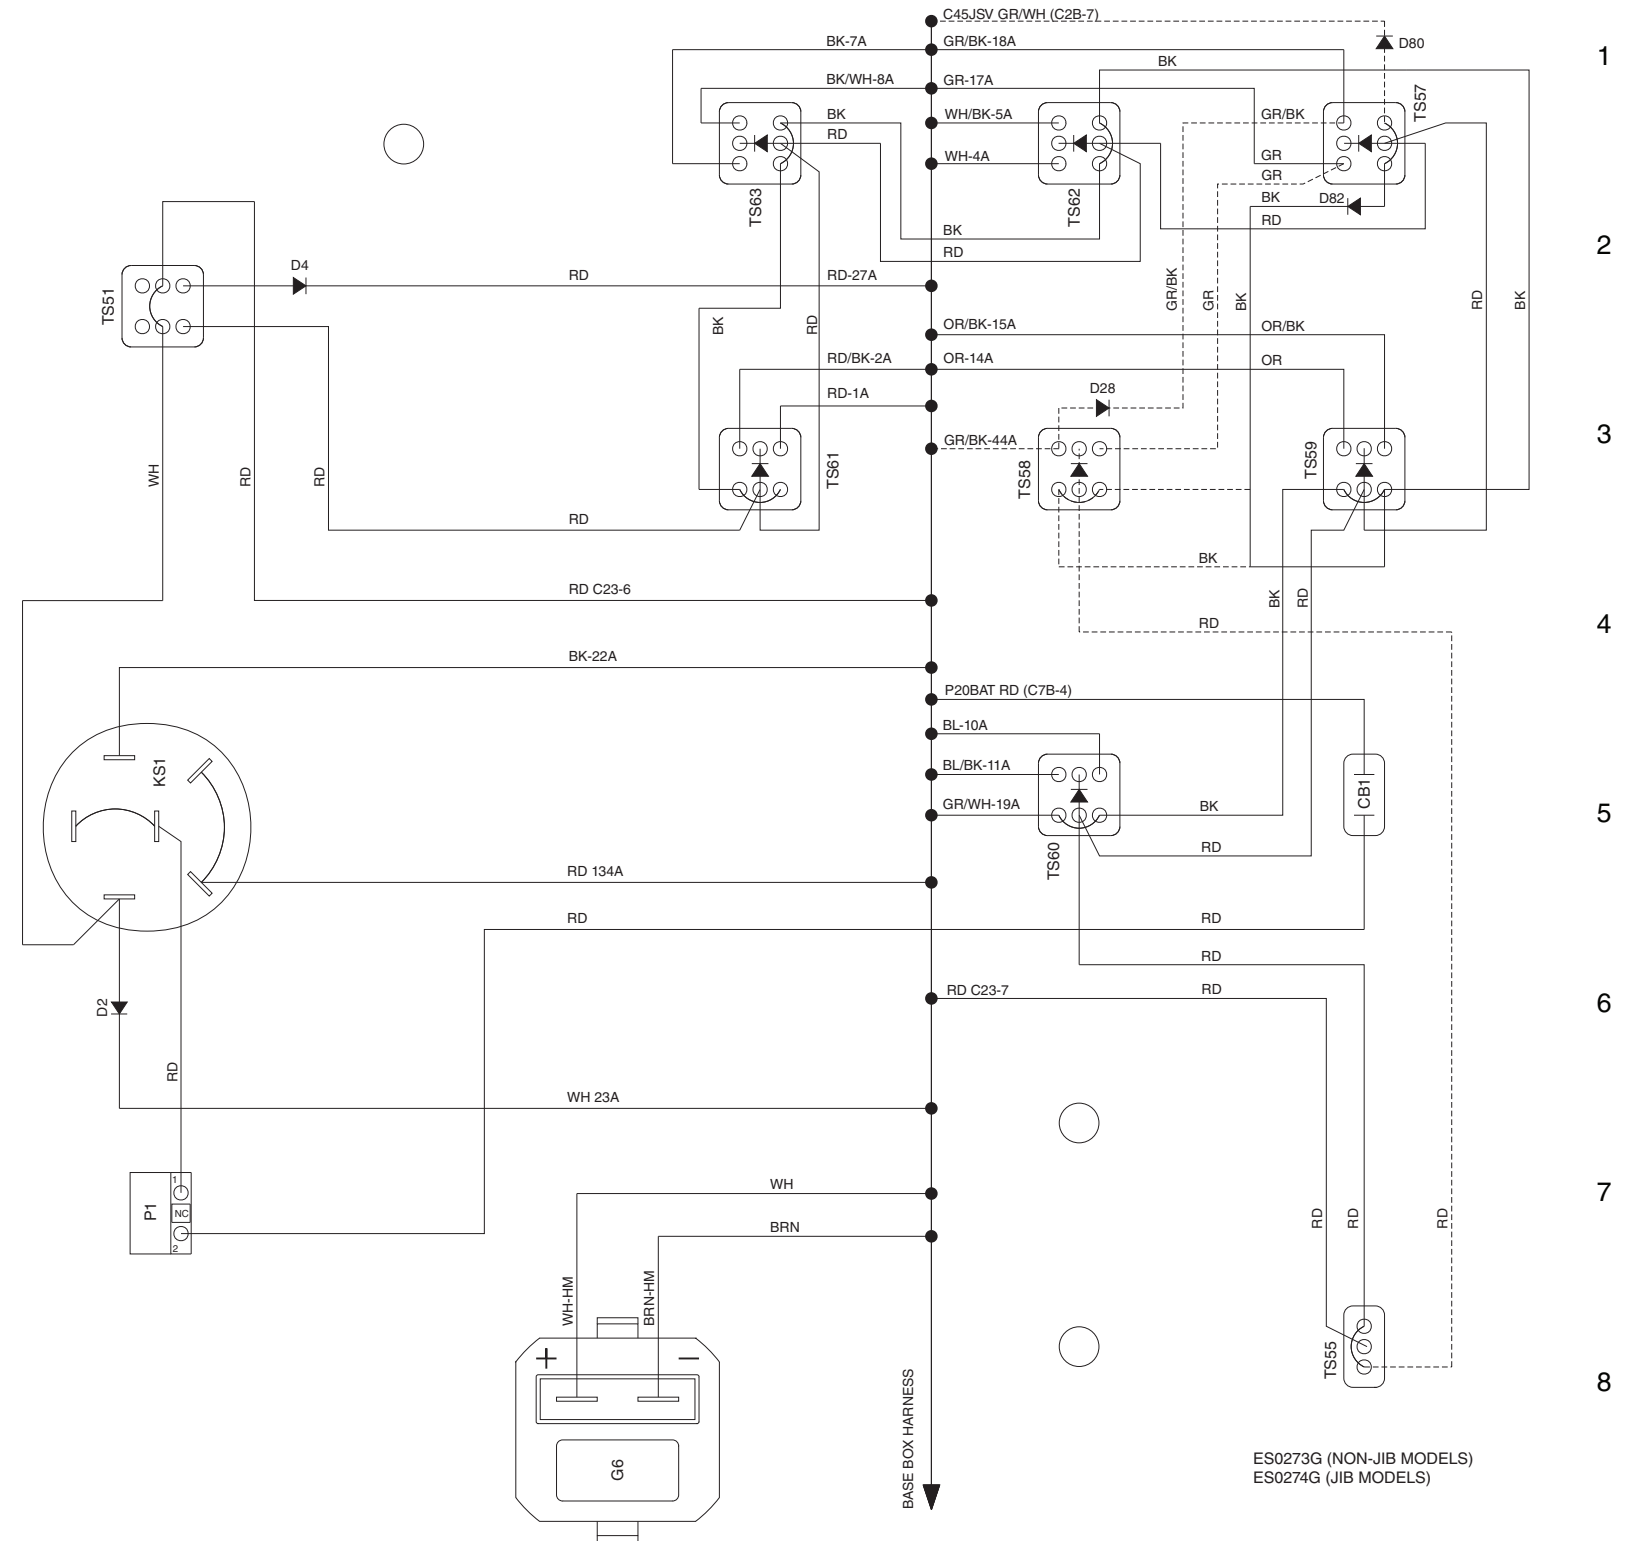 C45JSV GR/WH (C2B-7)
D80
1
BK-7A
GR/BK-18A
BK
BK/WH-8A
GR-17A
TS57
BK
WH/BK-5A
GR/BK
RD
WH-4A
GR
GR
TS63
TS62
BK
D82
RD
BK
2
RD
D4
RD
RD-27A
TS51
GR/BK
GR
BK
RD
BK
BK
RD
OR/BK-15A
OR/BK
RD/BK-2A
OR-14A
OR
RD-1A
D28
3
GR/BK-44A
TS61
TS58
TS59
WH
RD
RD
RD
BK
RD C23-6
BK
RD
4
RD
BK-22A
P20BAT RD (C7B-4)
BL-10A
KS1
BL/BK-11A
CB1
GR/WH-19A
BK
5
RD
TS60
RD 134A
RD
RD
RD
RD C23-7
RD
6
D2
RD
WH 23A
P1
1
NC
2
WH
7
BRN
RD
RD
RD
WH-HM
BRN-HM
+
−
TS55
8
BASE BOX HARNESS
G6
ES0273G (NON-JIB MODELS)
ES0274G (JIB MODELS)